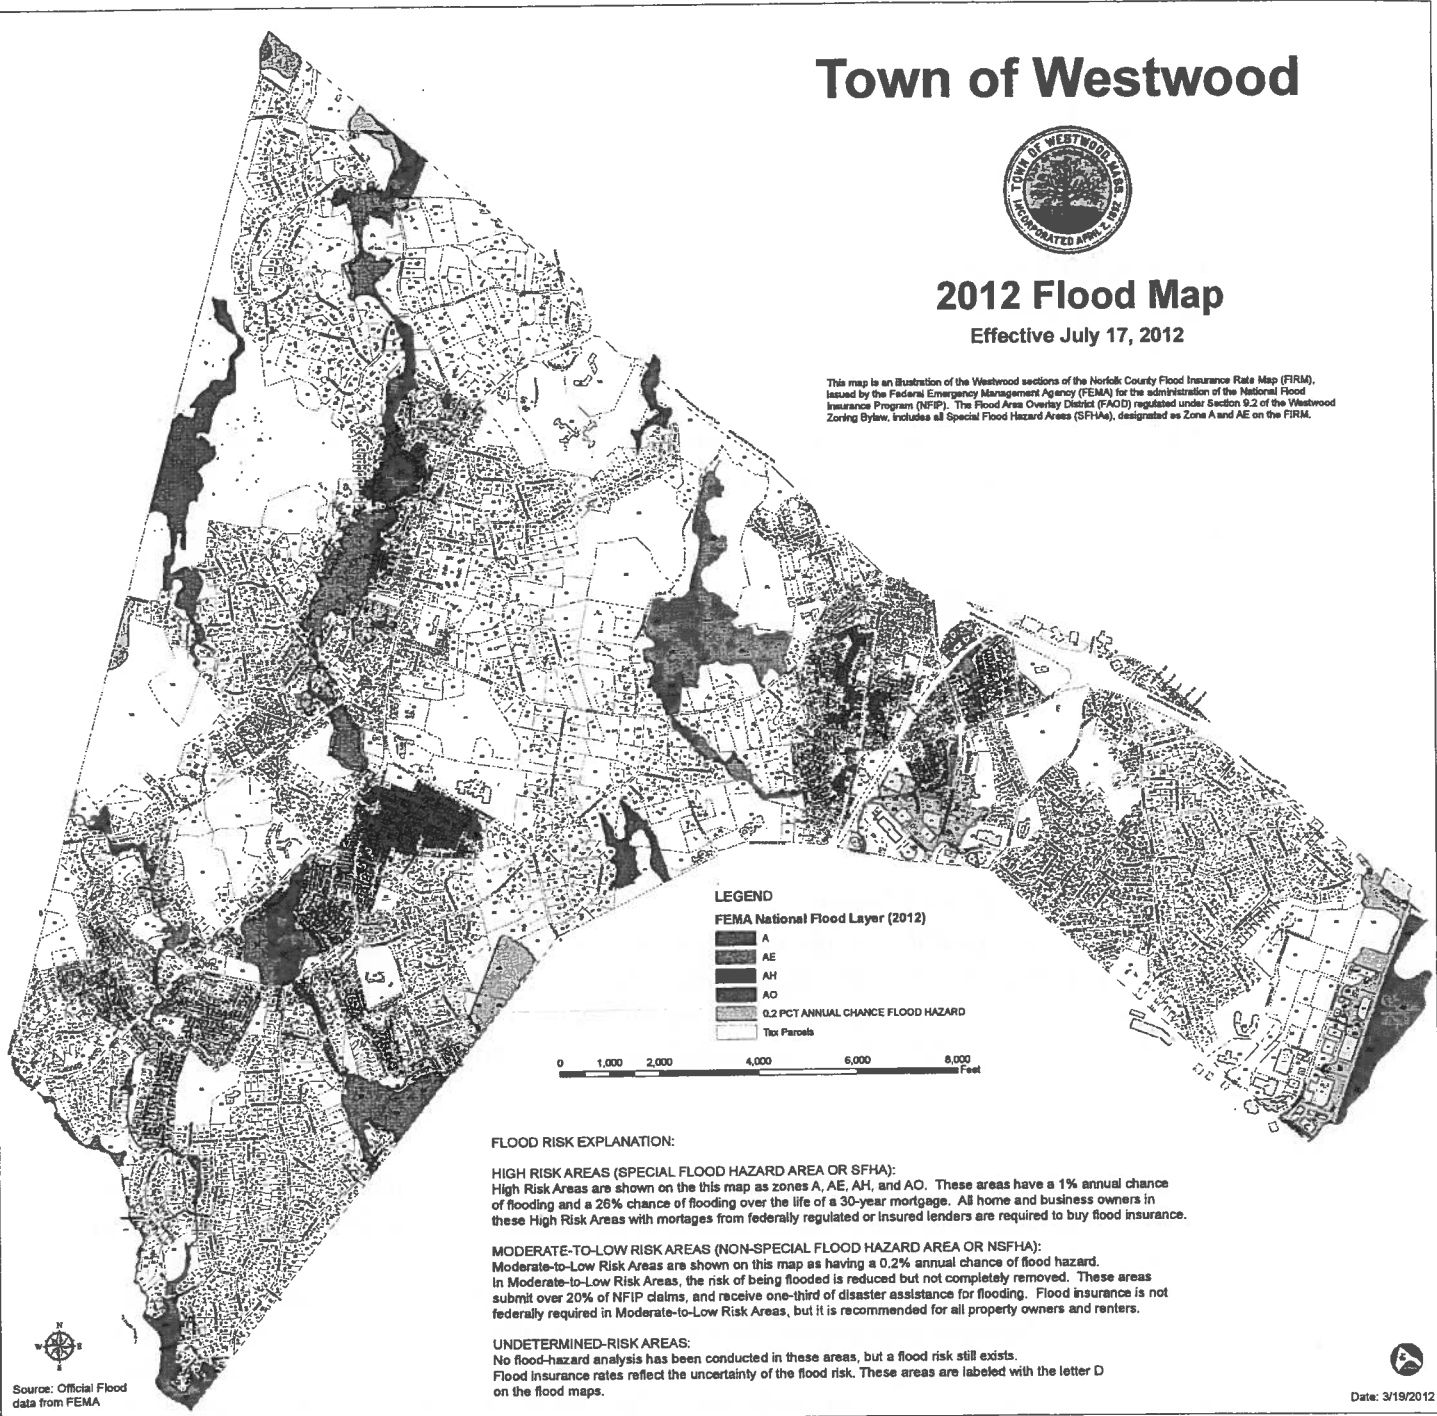 Town of Westwood
TOWN OF WESTWOOD, MASS.
INCORPORATED APRIL 2, 1897
2012 Flood Map
Effective July 17, 2012
This map is an illustration of the Westwood sections of the Norfolk County Flood Insurance Rate Map (FIRM),
issued by the Federal Emergency Management Agency (FEMA) for the administration of the National Flood
Insurance Program (NFIP). The Flood Area Overlay District (FAOD) regulated under Section 9.2 of the Westwood
Zoning Bylaw, includes all Special Flood Hazard Areas (SFHAs), designated as Zone A and AE on the FIRM.
LEGEND
FEMA National Flood Layer (2012)
A
AE
AH
AO
0.2 PCT ANNUAL CHANCE FLOOD HAZARD
Tax Parcels
0 1,000 2,000 4,000 6,000 8,000
Feet
FLOOD RISK EXPLANATION:
HIGH RISK AREAS (SPECIAL FLOOD HAZARD AREA OR SFHA):
High Risk Areas are shown on the this map as zones A, AE, AH, and AO. These areas have a 1% annual chance
of flooding and a 26% chance of flooding over the life of a 30-year mortgage. All home and business owners in
these High Risk Areas with mortages from federally regulated or insured lenders are required to buy flood insurance.
MODERATE-TO-LOW RISK AREAS (NON-SPECIAL FLOOD HAZARD AREA OR NSFHA):
Moderate-to-Low Risk Areas are shown on this map as having a 0.2% annual chance of flood hazard.
In Moderate-to-Low Risk Areas, the risk of being flooded is reduced but not completely removed. These areas
submit over 20% of NFIP claims, and receive one-third of disaster assistance for flooding. Flood insurance is not
federally required in Moderate-to-Low Risk Areas, but it is recommended for all property owners and renters.
UNDETERMINED-RISK AREAS:
No flood-hazard analysis has been conducted in these areas, but a flood risk still exists.
Flood insurance rates reflect the uncertainty of the flood risk. These areas are labeled with the letter D
on the flood maps.
N
W E
S
Source: Official Flood
data from FEMA
Date: 3/19/2012